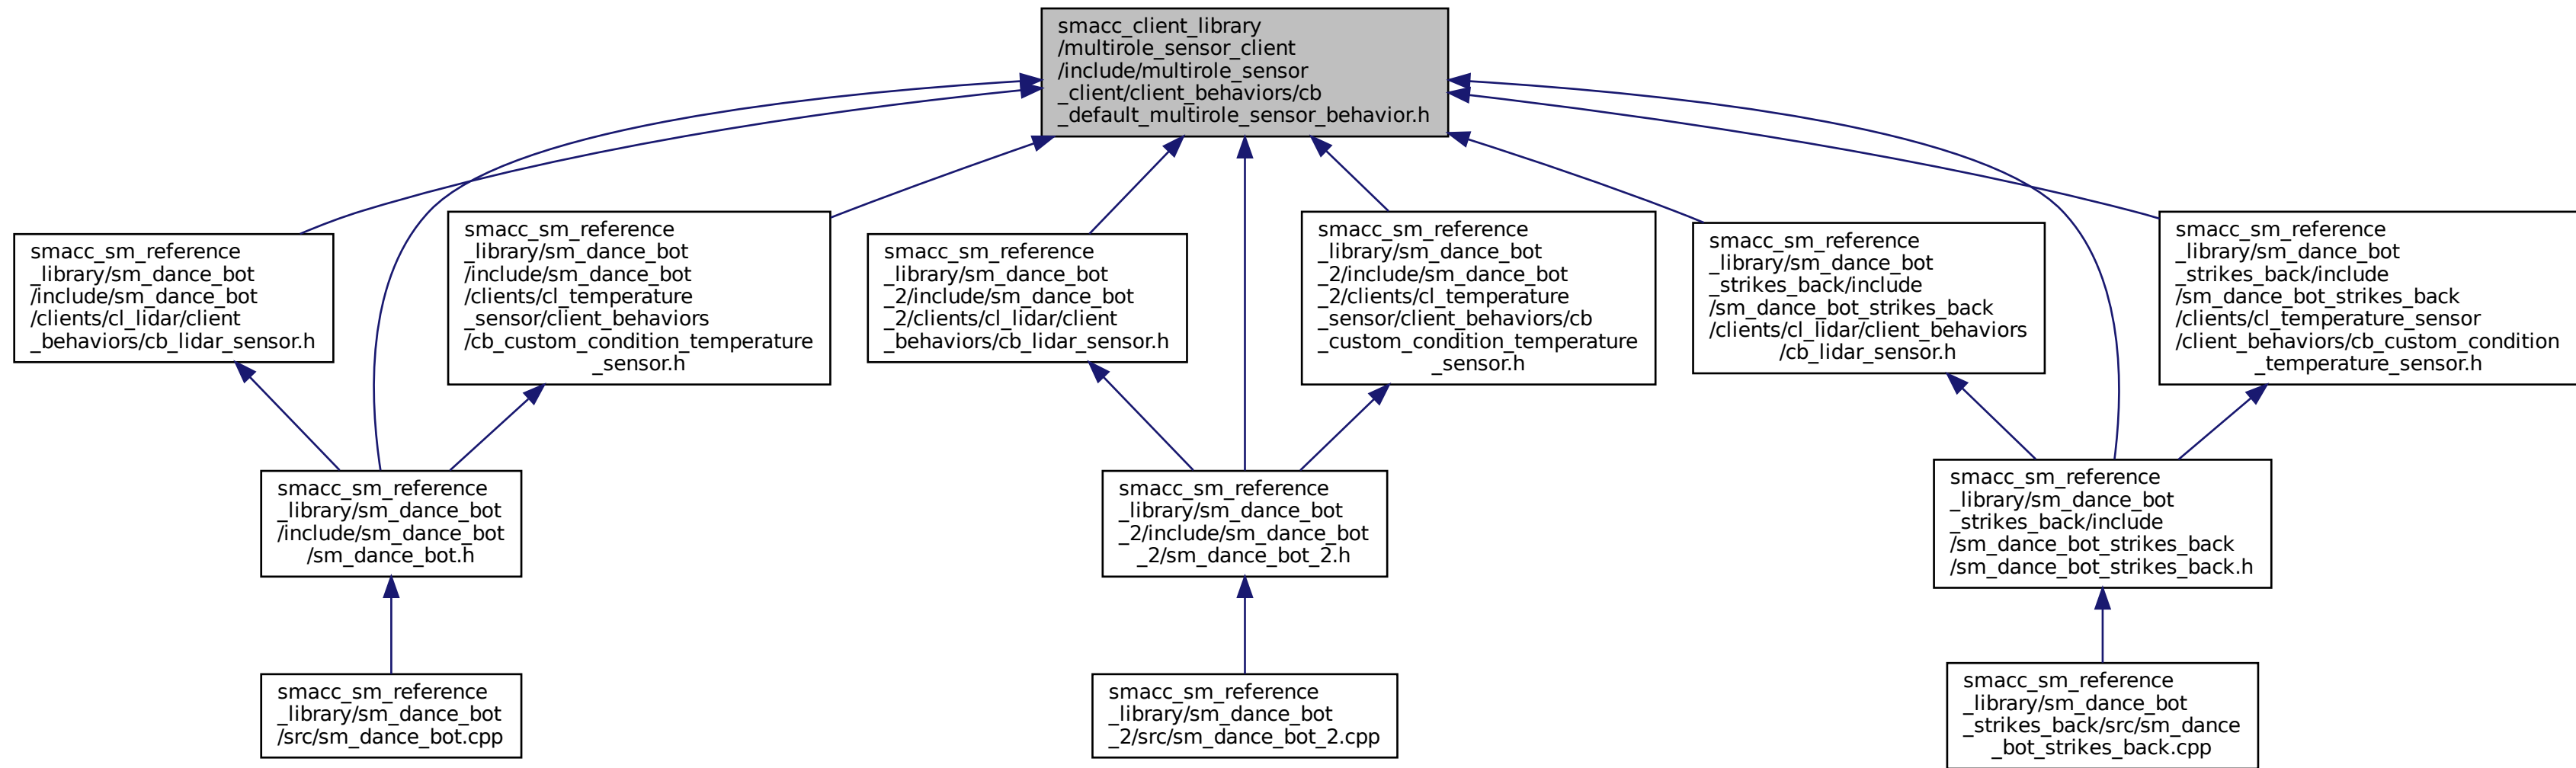 smacc_client_library
/multirole_sensor_client
/include/multirole_sensor
_client/client_behaviors/cb
_default_multirole_sensor_behavior.h
smacc_sm_reference
_library/sm_dance_bot
/include/sm_dance_bot
/clients/cl_lidar/client
_behaviors/cb_lidar_sensor.h
smacc_sm_reference
_library/sm_dance_bot
/include/sm_dance_bot
/clients/cl_temperature
_sensor/client_behaviors
/cb_custom_condition_temperature
_sensor.h
smacc_sm_reference
_library/sm_dance_bot
_2/include/sm_dance_bot
_2/clients/cl_lidar/client
_behaviors/cb_lidar_sensor.h
smacc_sm_reference
_library/sm_dance_bot
_2/include/sm_dance_bot
_2/clients/cl_temperature
_sensor/client_behaviors/cb
_custom_condition_temperature
_sensor.h
smacc_sm_reference
_library/sm_dance_bot
_strikes_back/include
/sm_dance_bot_strikes_back
/clients/cl_lidar/client_behaviors
/cb_lidar_sensor.h
smacc_sm_reference
_library/sm_dance_bot
_strikes_back/include
/sm_dance_bot_strikes_back
/clients/cl_temperature_sensor
/client_behaviors/cb_custom_condition
_temperature_sensor.h
smacc_sm_reference
_library/sm_dance_bot
/include/sm_dance_bot
/sm_dance_bot.h
smacc_sm_reference
_library/sm_dance_bot
_2/include/sm_dance_bot
_2/sm_dance_bot_2.h
smacc_sm_reference
_library/sm_dance_bot
_strikes_back/include
/sm_dance_bot_strikes_back
/sm_dance_bot_strikes_back.h
smacc_sm_reference
_library/sm_dance_bot
/src/sm_dance_bot.cpp
smacc_sm_reference
_library/sm_dance_bot
_2/src/sm_dance_bot_2.cpp
smacc_sm_reference
_library/sm_dance_bot
_strikes_back/src/sm_dance
_bot_strikes_back.cpp